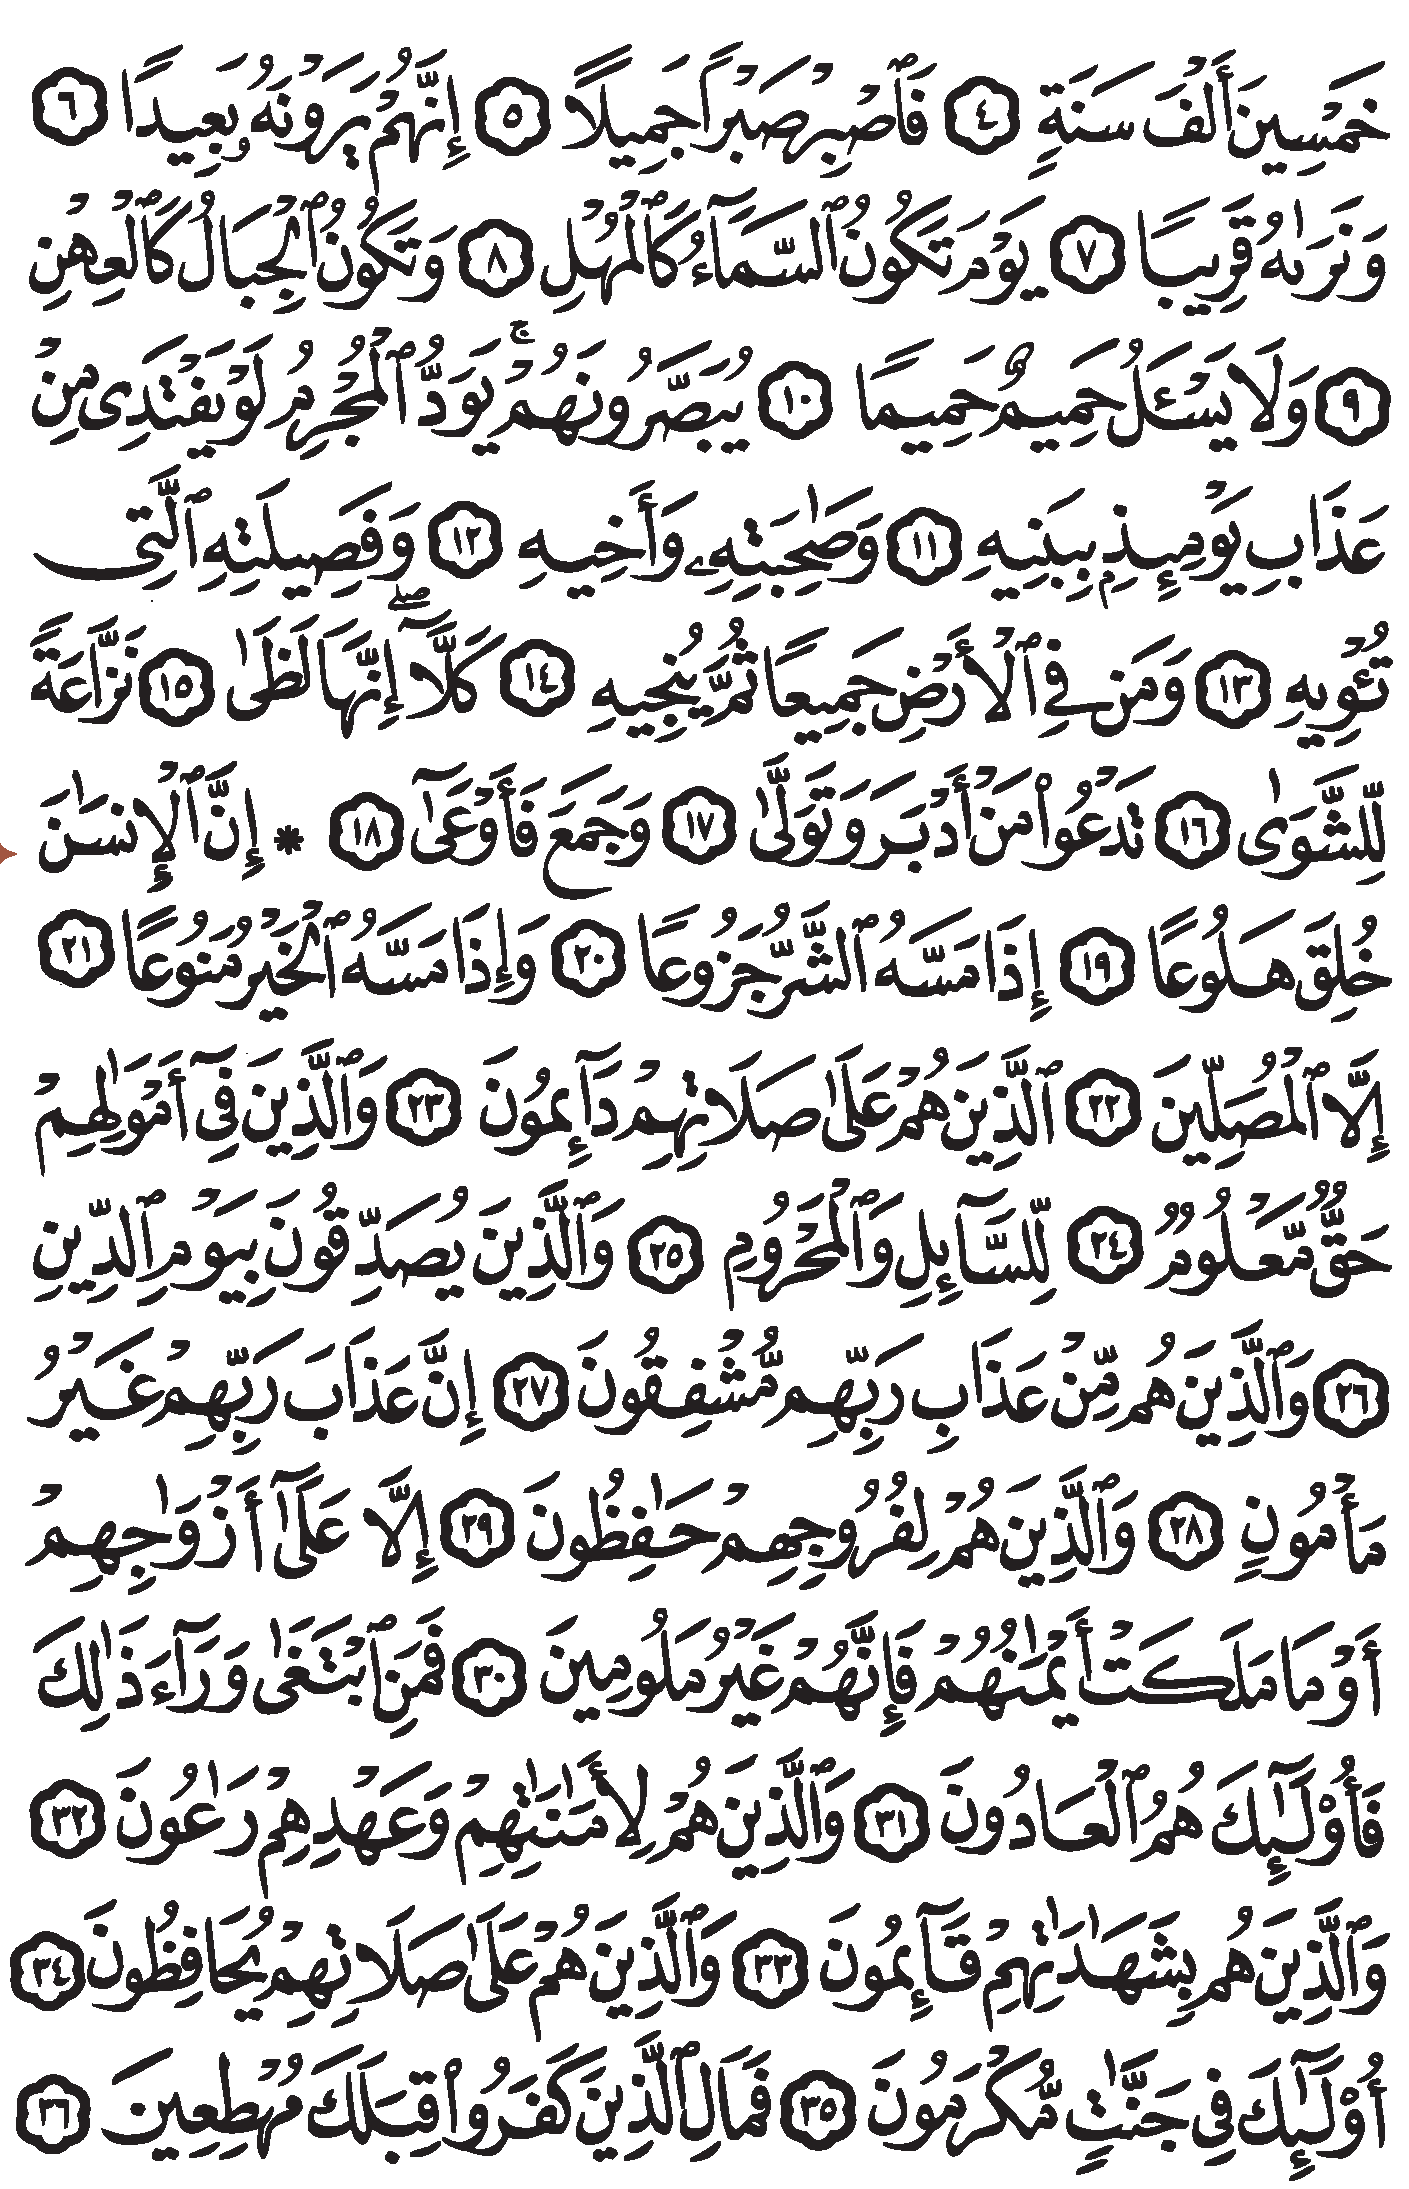 خَمْسِينَ أَلْفَ سَنَةٍ ٤ فَٱصْبِرْ صَبْرًا جَمِيلًا ٥ إِنَّهُمْ يَرَوْنَهُۥ بَعِيدًا ٦
وَنَرَىٰهُ قَرِيبًا ٧ يَوْمَ تَكُونُ ٱلسَّمَآءُ كَٱلْمُهْلِ ٨ وَتَكُونُ ٱلْجِبَالُ كَٱلْعِهْنِ
٩ وَلَا يَسْـَٔلُ حَمِيمٌ حَمِيمًا ١٠ يُبَصَّرُونَهُمْ ۚ يَوَدُّ ٱلْمُجْرِمُ لَوْ يَفْتَدِى مِنْ
عَذَابِ يَوْمِئِذٍۭ بِبَنِيهِ ١١ وَصَٰحِبَتِهِۦ وَأَخِيهِ ١٢ وَفَصِيلَتِهِ ٱلَّتِى
تُـْٔوِيهِ ١٣ وَمَن فِى ٱلْأَرْضِ جَمِيعًا ثُمَّ يُنجِيهِ ١٤ كَلَّآ ۖ إِنَّهَا لَظَىٰ ١٥ نَزَّاعَةً
لِّلشَّوَىٰ ١٦ تَدْعُوا۟ مَنْ أَدْبَرَ وَتَوَلَّىٰ ١٧ وَجَمَعَ فَأَوْعَىٰٓ ١٨ * إِنَّ ٱلْإِنسَٰنَ
خُلِقَ هَلُوعًا ١٩ إِذَا مَسَّهُ ٱلشَّرُّ جَزُوعًا ٢٠ وَإِذَا مَسَّهُ ٱلْخَيْرُ مَنُوعًا ٢١
إِلَّا ٱلْمُصَلِّينَ ٢٢ ٱلَّذِينَ هُمْ عَلَىٰ صَلَاتِهِمْ دَآئِمُونَ ٢٣ وَٱلَّذِينَ فِىٓ أَمْوَٰلِهِمْ
حَقٌّ مَّعْلُومٌ ٢٤ لِّلسَّآئِلِ وَٱلْمَحْرُومِ ٢٥ وَٱلَّذِينَ يُصَدِّقُونَ بِيَوْمِ ٱلدِّينِ
٢٦ وَٱلَّذِينَ هُم مِّنْ عَذَابِ رَبِّهِم مُّشْفِقُونَ ٢٧ إِنَّ عَذَابَ رَبِّهِمْ غَيْرُ
مَأْمُونٍ ٢٨ وَٱلَّذِينَ هُمْ لِفُرُوجِهِمْ حَٰفِظُونَ ٢٩ إِلَّا عَلَىٰٓ أَزْوَٰجِهِمْ
أَوْ مَا مَلَكَتْ أَيْمَٰنُهُمْ فَإِنَّهُمْ غَيْرُ مَلُومِينَ ٣٠ فَمَنِ ٱبْتَغَىٰ وَرَآءَ ذَٰلِكَ
فَأُو۟لَٰٓئِكَ هُمُ ٱلْعَادُونَ ٣١ وَٱلَّذِينَ هُمْ لِأَمَٰنَٰتِهِمْ وَعَهْدِهِمْ رَٰعُونَ ٣٢
وَٱلَّذِينَ هُم بِشَهَٰدَٰتِهِمْ قَآئِمُونَ ٣٣ وَٱلَّذِينَ هُمْ عَلَىٰ صَلَاتِهِمْ يُحَافِظُونَ ٣٤
أُو۟لَٰٓئِكَ فِى جَنَّٰتٍ مُّكْرَمُونَ ٣٥ فَمَالِ ٱلَّذِينَ كَفَرُوا۟ قِبَلَكَ مُهْطِعِينَ ٣٦